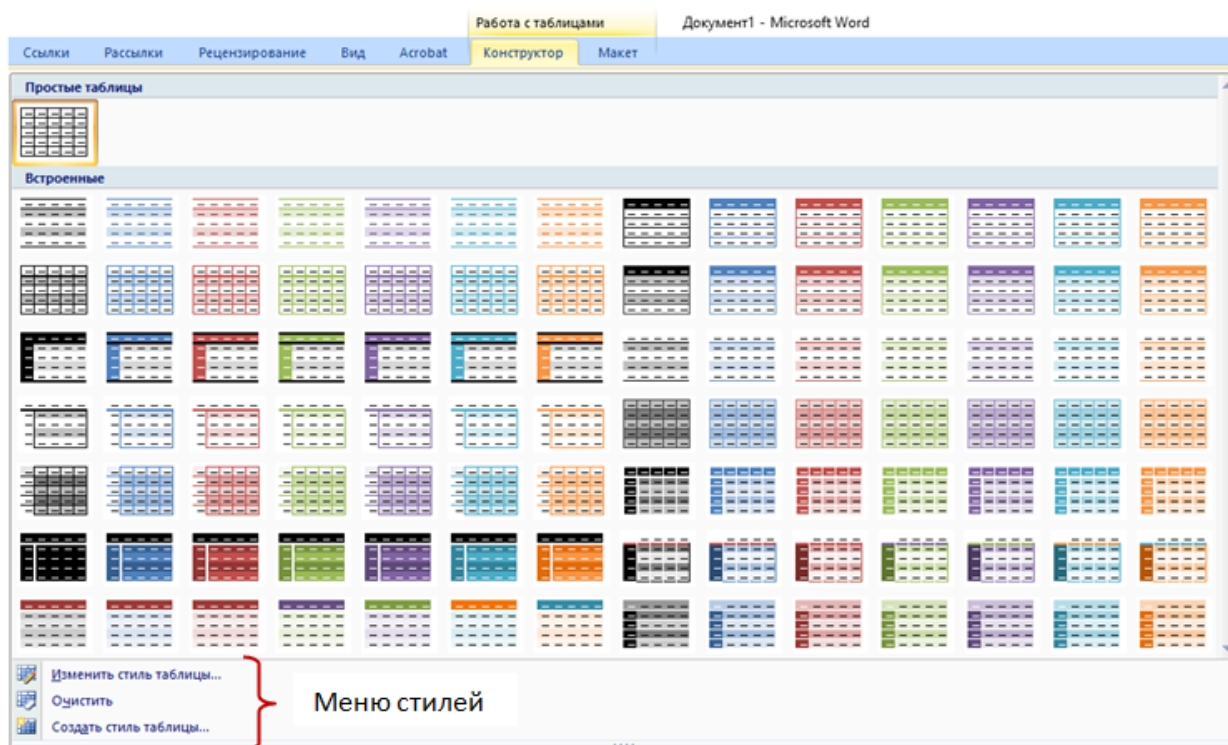 Работа с таблицами Документ1 - Microsoft Word
Ссылки Рассылки Рецензирование Вид Acrobat Конструктор Макет
Простые таблицы
Встроенные
Изменить стиль таблицы...
Очистить
Создать стиль таблицы...
Меню стилей